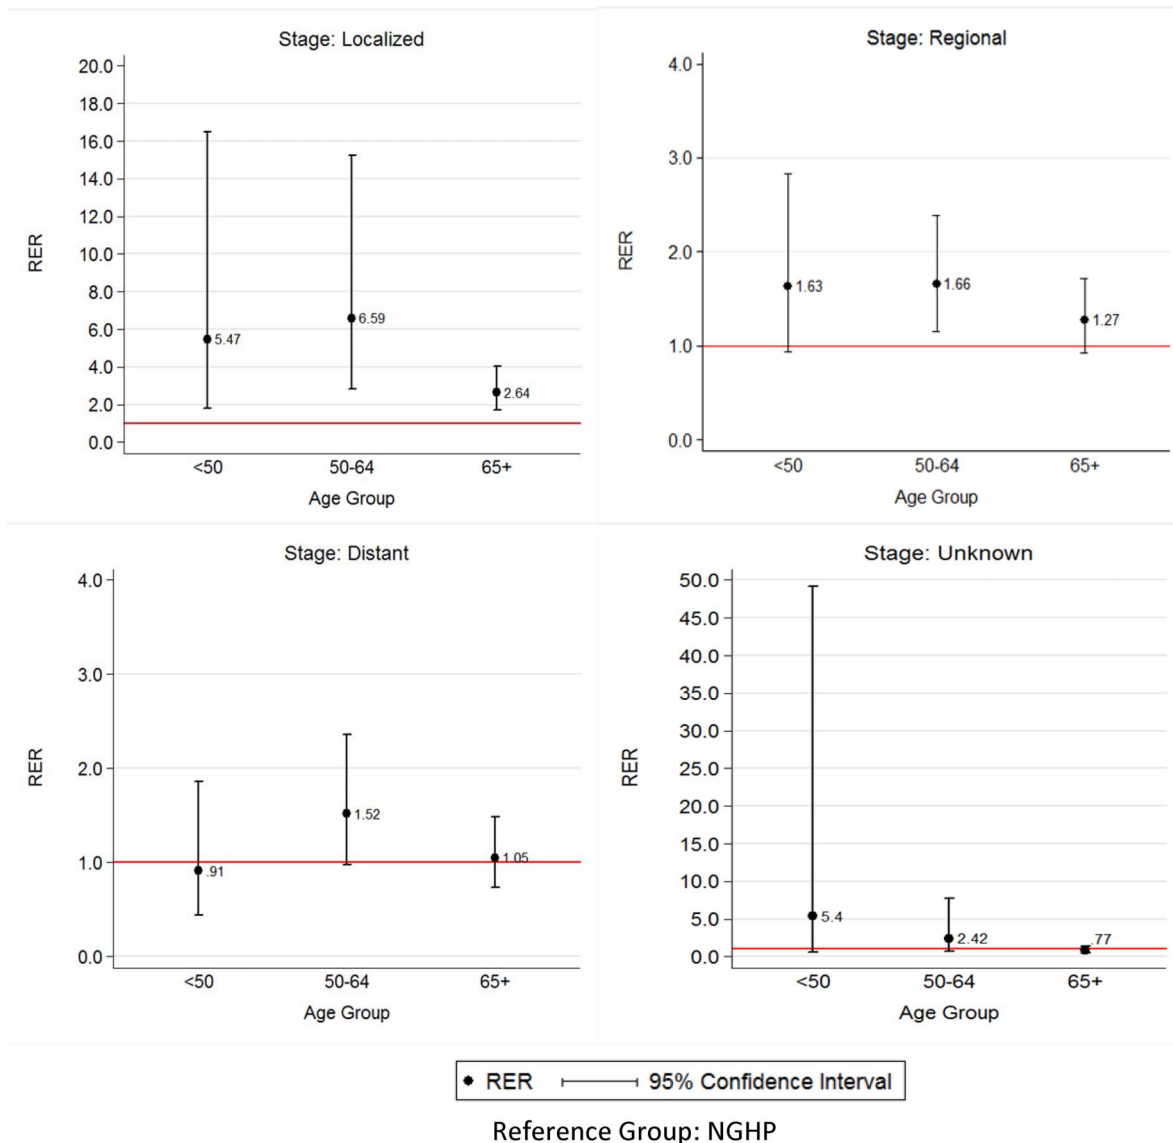 Stage: Localized
20.0
18.0
16.0
14.0
12.0
10.0
8.0
6.0
4.0
2.0
0.0
RER
5.47
6.59
2.64
<50 50-64 65+
Age Group
Stage: Regional
4.0
3.0
2.0
1.0
0.0
RER
1.63
1.66
1.27
<50 50-64 65+
Age Group
Stage: Distant
4.0
3.0
2.0
1.0
0.0
RER
.91
1.52
1.05
<50 50-64 65+
Age Group
Stage: Unknown
50.0
45.0
40.0
35.0
30.0
25.0
20.0
15.0
10.0
5.0
0.0
RER
5.4
2.42
.77
<50 50-64 65+
Age Group
RER 95% Confidence Interval
Reference Group: NGHP